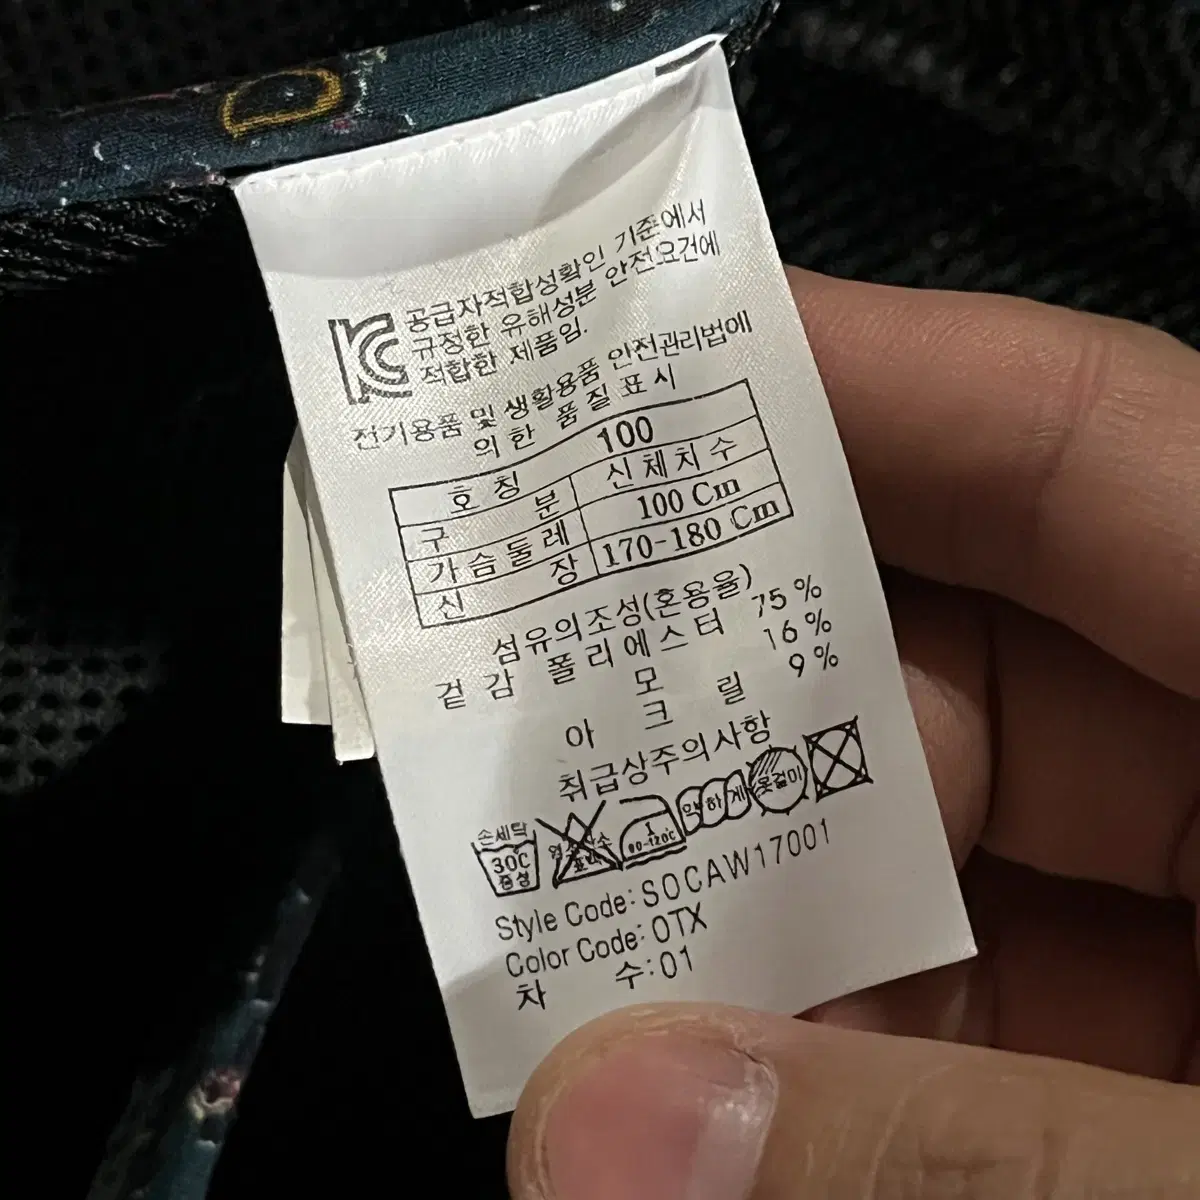 공급자적합성확인 기준에서
규정한 유해성분 안전요건에
적합한 제품임.
전기용품 및 생활용품 안전관리법에
의한 품질표시
호칭 100
구분 신체치수
가슴둘레 100 Cm
신장 170-180 Cm
섬유의조성(혼용율)
겉감 폴리에스터 75 %
모 16 %
아크릴 9 %
취급상주의사항
손세탁
30℃
중성
약하게
옷걸이
Style Code: SOCAW17001
Color Code: OTX
차 수: 01